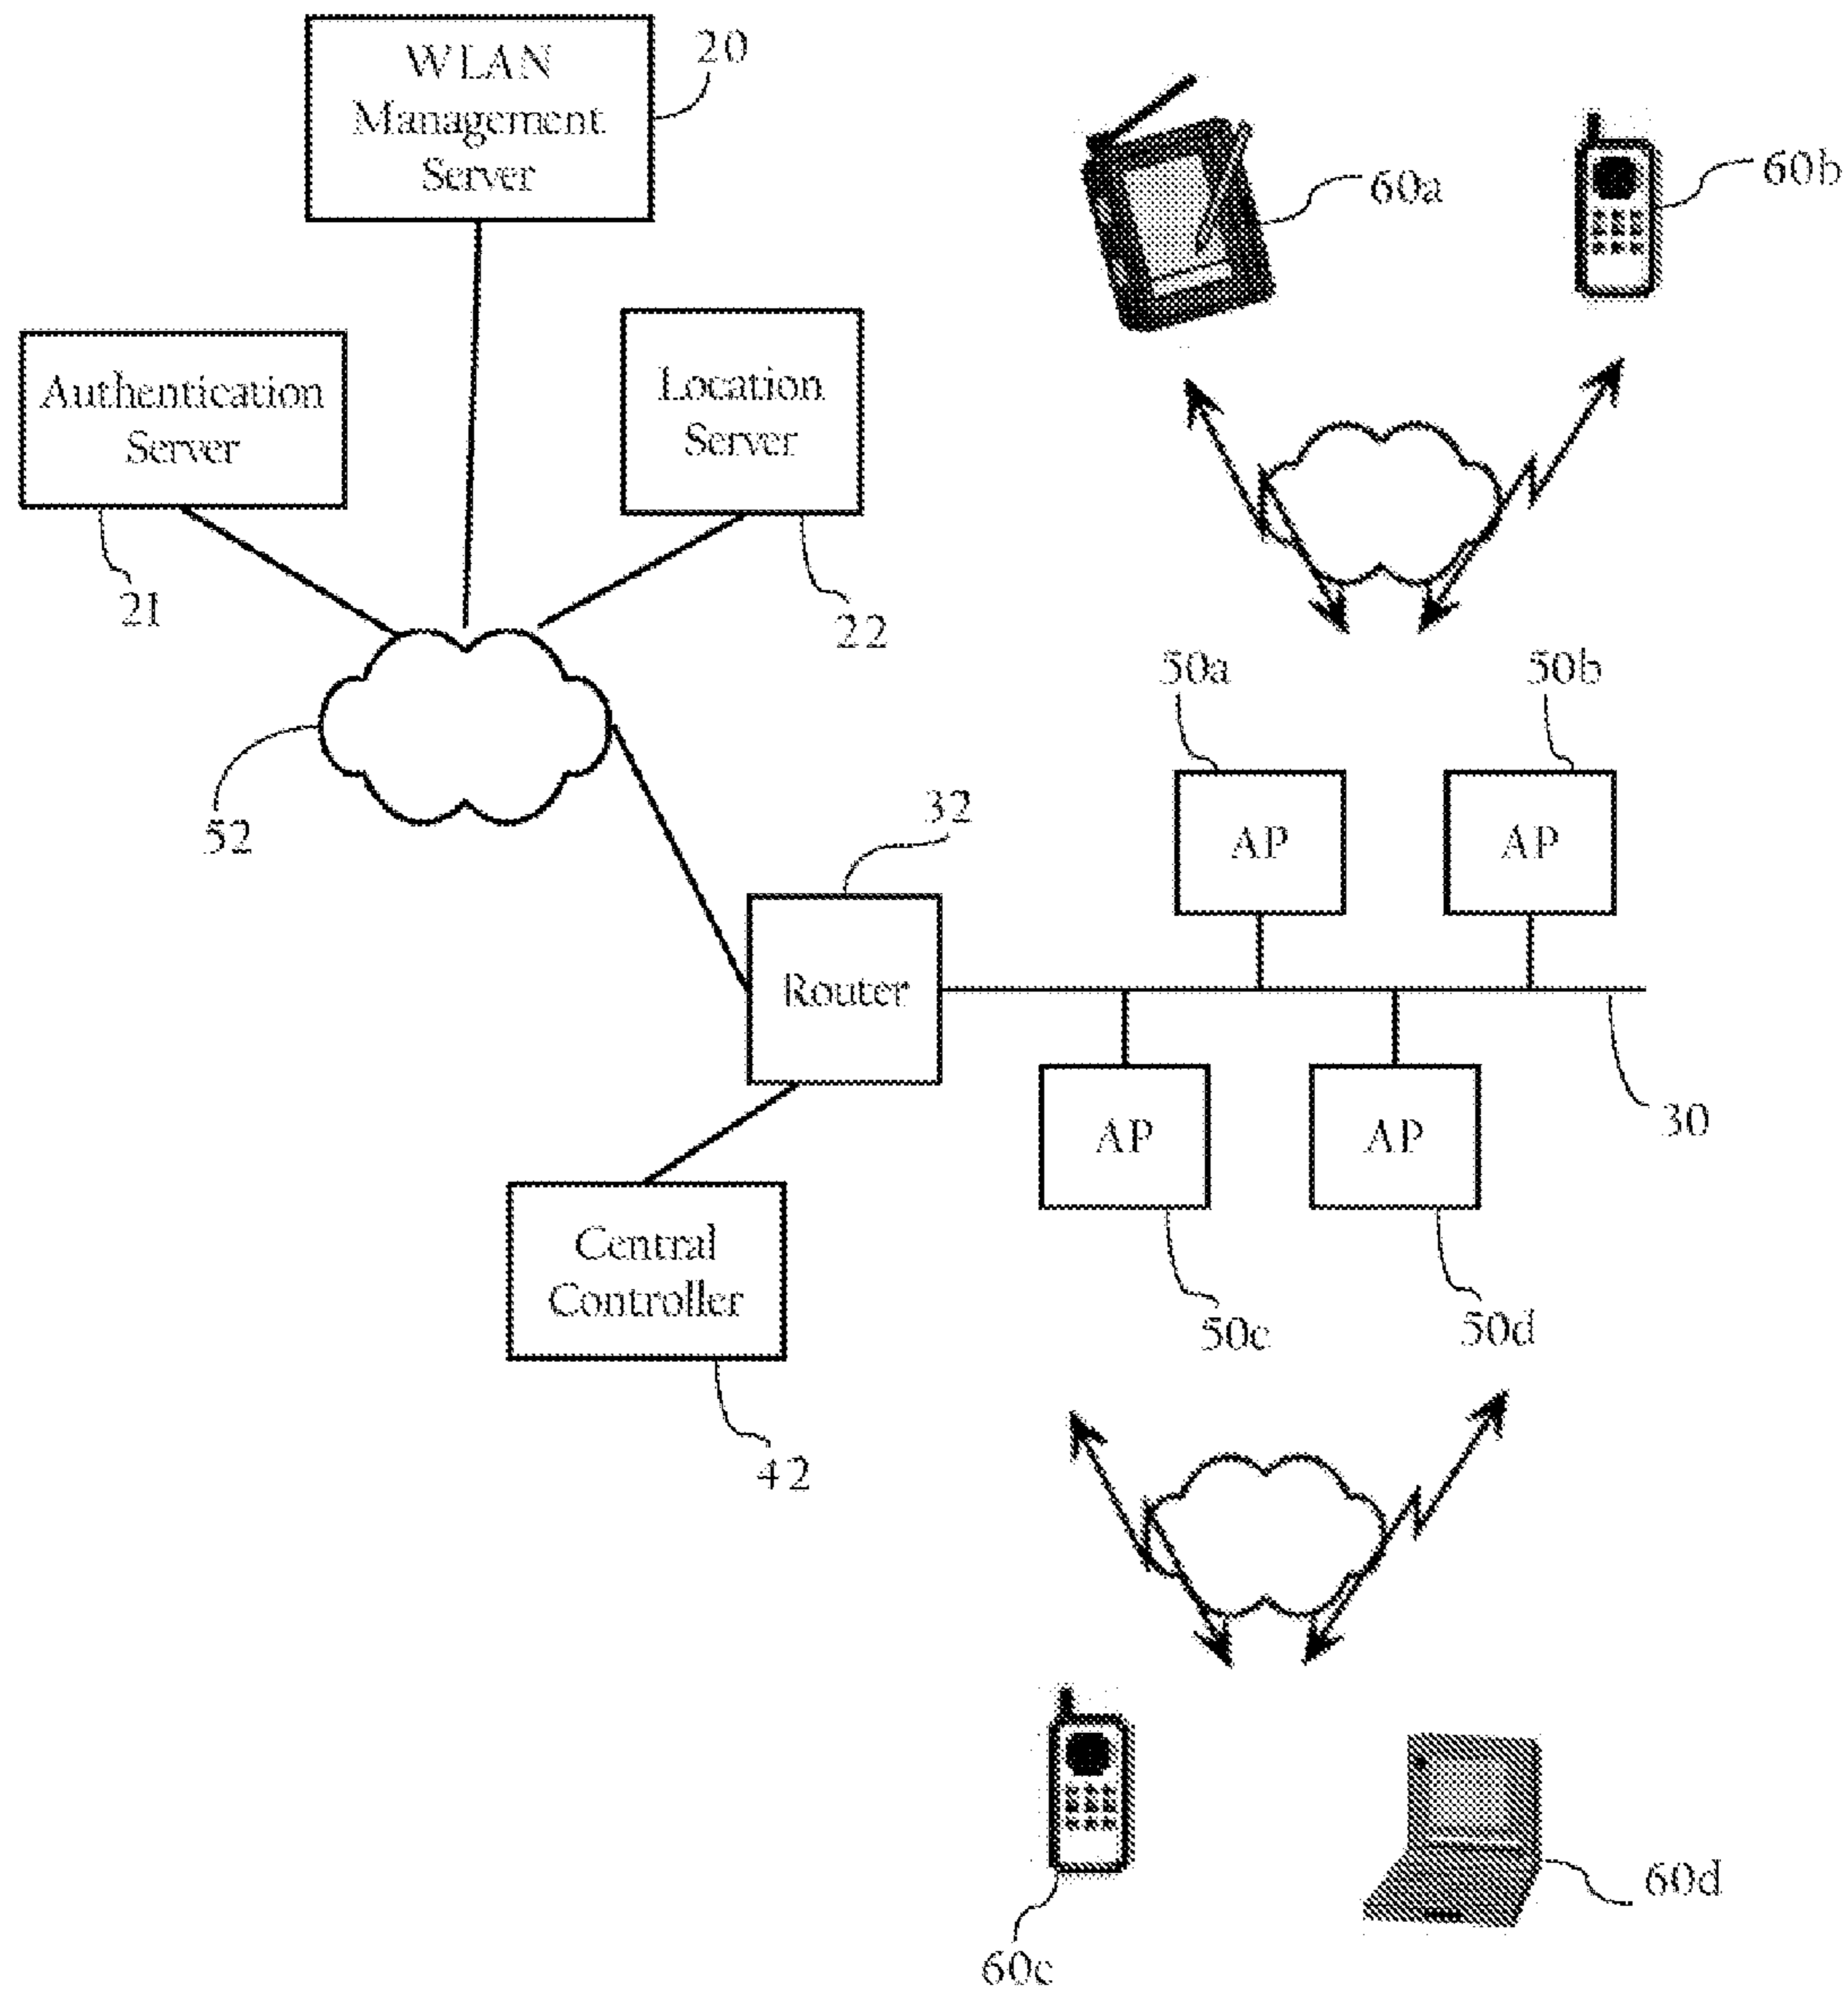 WLAN
Management
Server
20
60a
60b
Authentication
Server
21
Location
Server
22
52
50a
50b
32
AP
AP
Router
AP
AP
30
Central
Controller
42
50c
50d
60c
60d